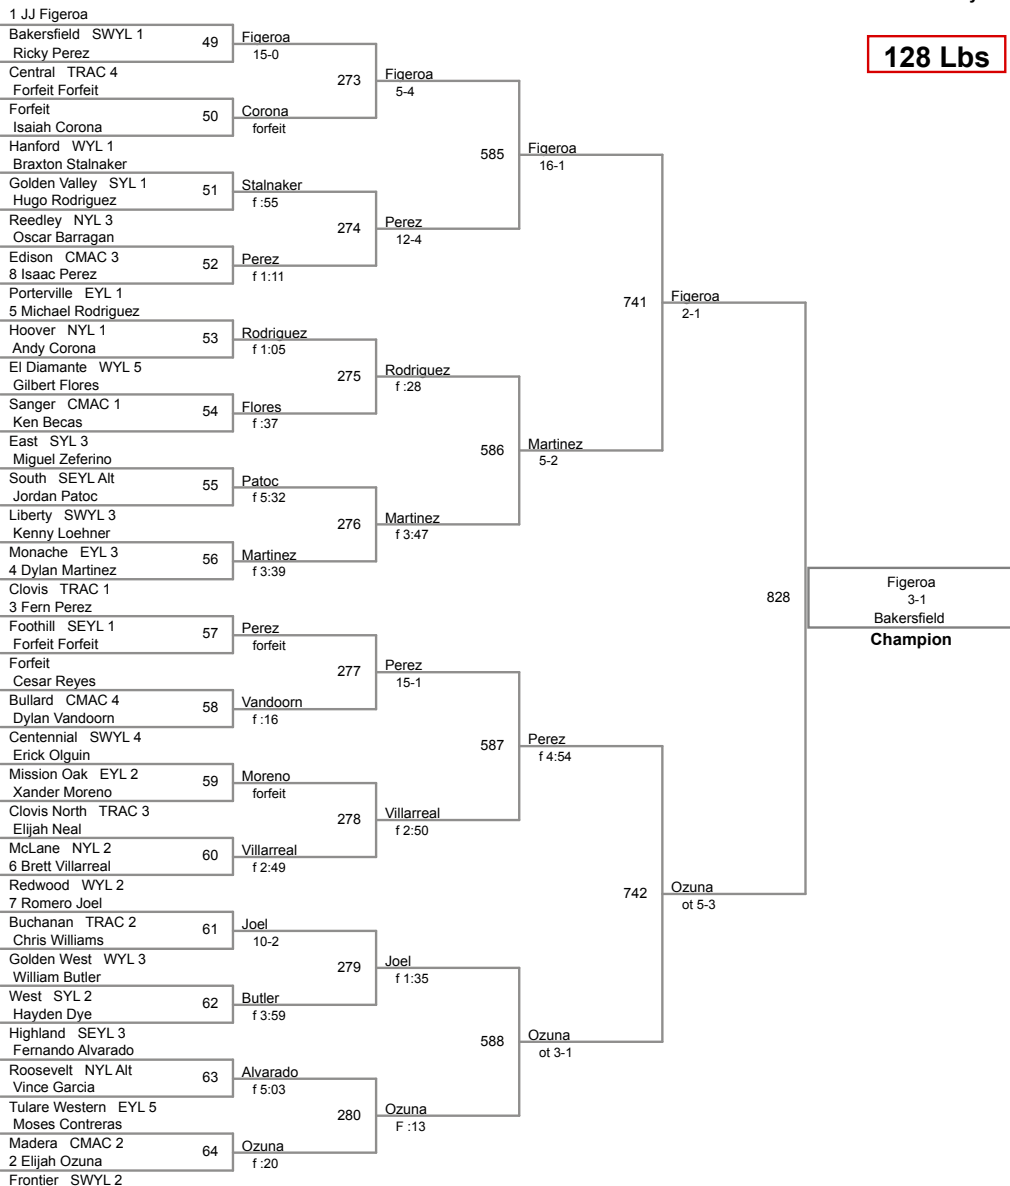 128 Lbs
1 JJ Figeroa
Bakersfield SWYL 1
Ricky Perez
Central TRAC 4
Forfeit Forfeit
Forfeit
Isaiah Corona
Hanford WYL 1
Braxton Stalnaker
Golden Valley SYL 1
Hugo Rodriguez
Reedley NYL 3
Oscar Barragan
Edison CMAC 3
8 Isaac Perez
Porterville EYL 1
5 Michael Rodriguez
Hoover NYL 1
Andy Corona
El Diamante WYL 5
Gilbert Flores
Sanger CMAC 1
Ken Becas
East SYL 3
Miguel Zeferino
South SEYL Alt
Jordan Patoc
Liberty SWYL 3
Kenny Loehner
Monache EYL 3
4 Dylan Martinez
Clovis TRAC 1
3 Fern Perez
Foothill SEYL 1
Forfeit Forfeit
Forfeit
Cesar Reyes
Bullard CMAC 4
Dylan Vandoorn
Centennial SWYL 4
Erick Olguin
Mission Oak EYL 2
Xander Moreno
Clovis North TRAC 3
Elijah Neal
McLane NYL 2
6 Brett Villarreal
Redwood WYL 2
7 Romero Joel
Buchanan TRAC 2
Chris Williams
Golden West WYL 3
William Butler
West SYL 2
Hayden Dye
Highland SEYL 3
Fernando Alvarado
Roosevelt NYL Alt
Vince Garcia
Tulare Western EYL 5
Moses Contreras
Madera CMAC 2
2 Elijah Ozuna
Frontier SWYL 2
49
50
51
52
53
54
55
56
57
58
59
60
61
62
63
64
Figeroa
15-0
Corona
forfeit
Stalnaker
f :55
Perez
f 1:11
Rodriguez
f 1:05
Flores
f :37
Patoc
f 5:32
Martinez
f 3:39
Perez
forfeit
Vandoorn
f :16
Moreno
forfeit
Villarreal
f 2:49
Joel
10-2
Butler
f 3:59
Alvarado
f 5:03
Ozuna
f :20
273
274
275
276
277
278
279
280
Figeroa
5-4
Perez
12-4
Rodriguez
f :28
Martinez
f 3:47
Perez
15-1
Villarreal
f 2:50
Joel
f 1:35
Ozuna
F :13
585
586
587
588
Figeroa
16-1
Martinez
5-2
Perez
f 4:54
Ozuna
ot 3-1
741
742
Figeroa
2-1
Ozuna
ot 5-3
828
Figeroa
3-1
Bakersfield
Champion